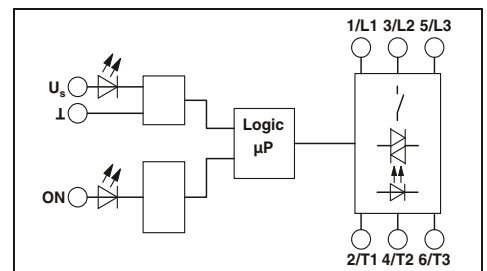 1/L1 3/L2 5/L3
Us
⊥
Logic
µP
ON
2/T1 4/T2 6/T3